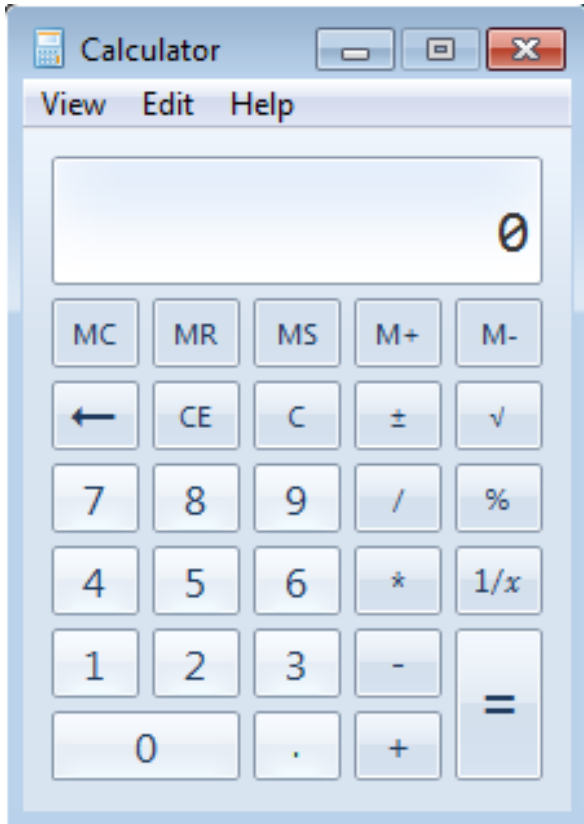 Calculator
View Edit Help
0
MC MR MS M+ M-
← CE C ± √
7 8 9 / %
4 5 6 * 1/x
1 2 3 - =
0 . +